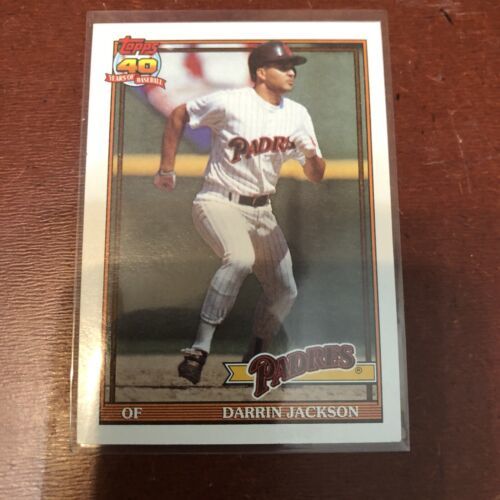 Topps
40
YEARS OF BASEBALL
PADRES
PADRES®
OF DARRIN JACKSON